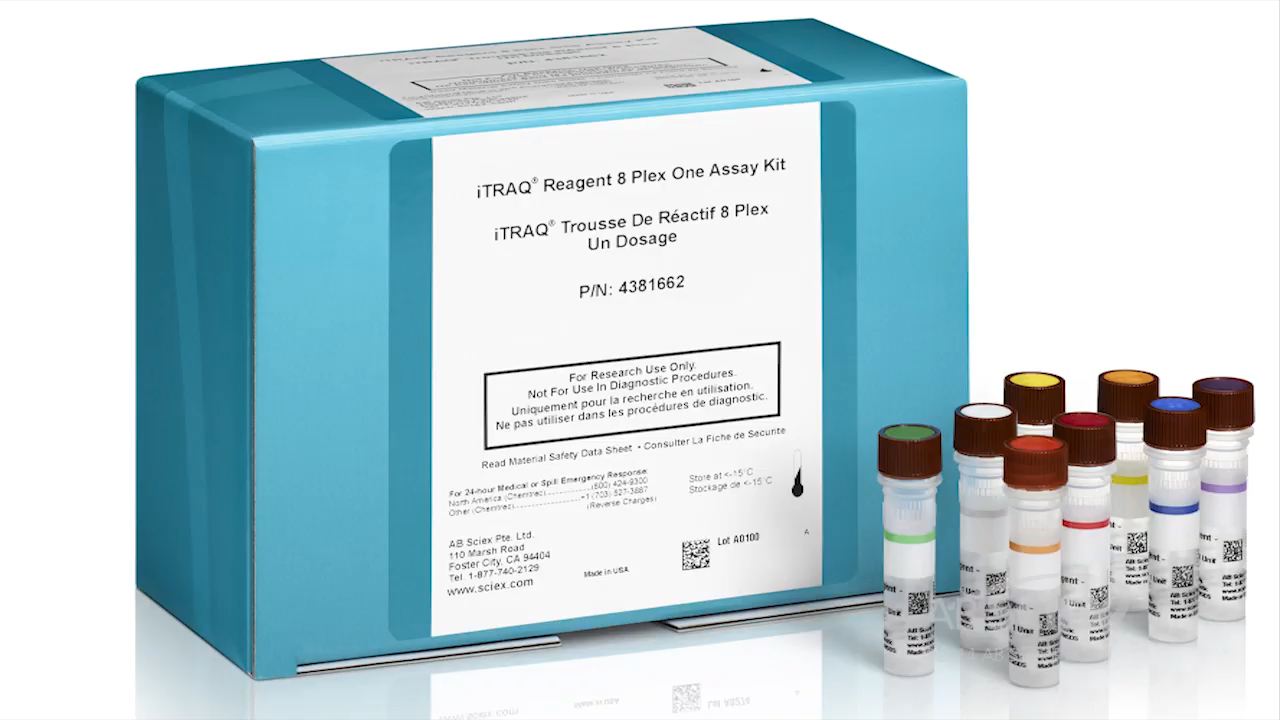 iTRAQ® Reagent 8 Plex One Assay Kit
iTRAQ® Trousse De Réactif 8 Plex
Un Dosage
P/N: 4381662
For Research Use Only.
Not For Use In Diagnostic Procedures.
Uniquement pour la recherche en utilisation.
Ne pas utiliser dans les procédures de diagnostic.
Read Material Safety Data Sheet • Consulter La Fiche de Securite
For 24-hour Medical or Spill Emergency Response:
North America (Chemtrec)..................(800) 424-9300
Other (Chemtrec)..................+1 (703) 527-3887
(Reverse Charges)
Store at <-15°C
Stockage de <-15°C
AB Sciex Pte. Ltd.
110 Marsh Road
Foster City, CA 94404
Tel. 1-877-740-2129
www.sciex.com
Made in USA
Lot A0100
A